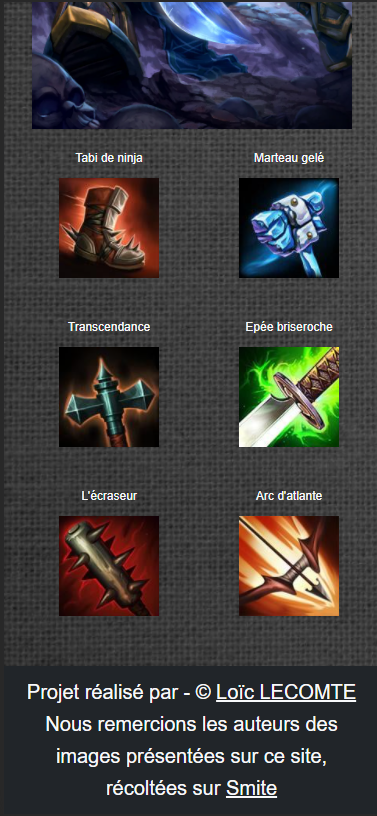 Tabi de ninja
Marteau gelé
Transcendance
Epée briseroche
L'écraseur
Arc d'atlante
Projet réalisé par - © Loïc LECOMTE
Nous remercions les auteurs des
images présentées sur ce site,
récoltées sur Smite